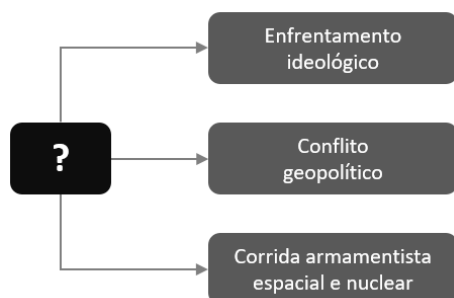 Enfrentamento
ideológico
?
Conflito
geopolítico
Corrida armamentista
espacial e nuclear